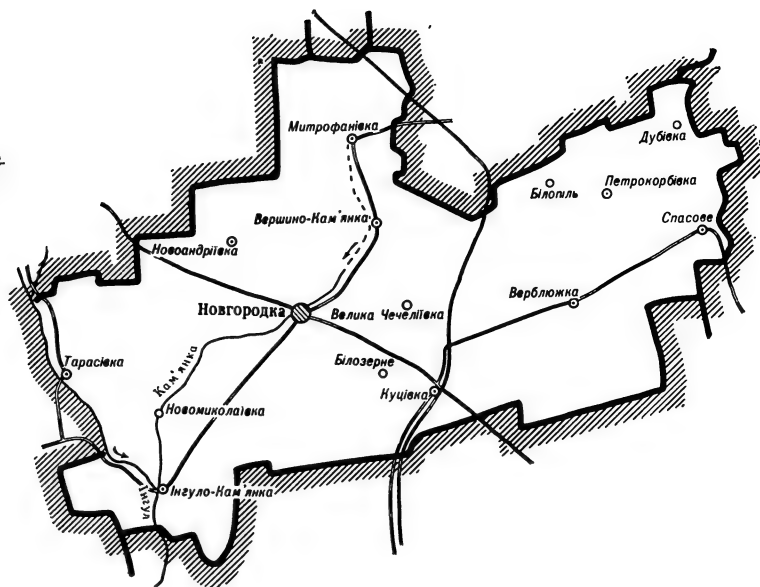 Митрофанівка
Дубівка
Білопіль
Петрокорбівка
Вершино-Кам'янка
Спасове
Новоандріївка
Новгородка
Велика Чечеліївка
Верблюжка
Тарасівка
Кам'янка
Білозерне
Куцівка
Новомиколаївка
Інгуло-Кам'янка
Інгул